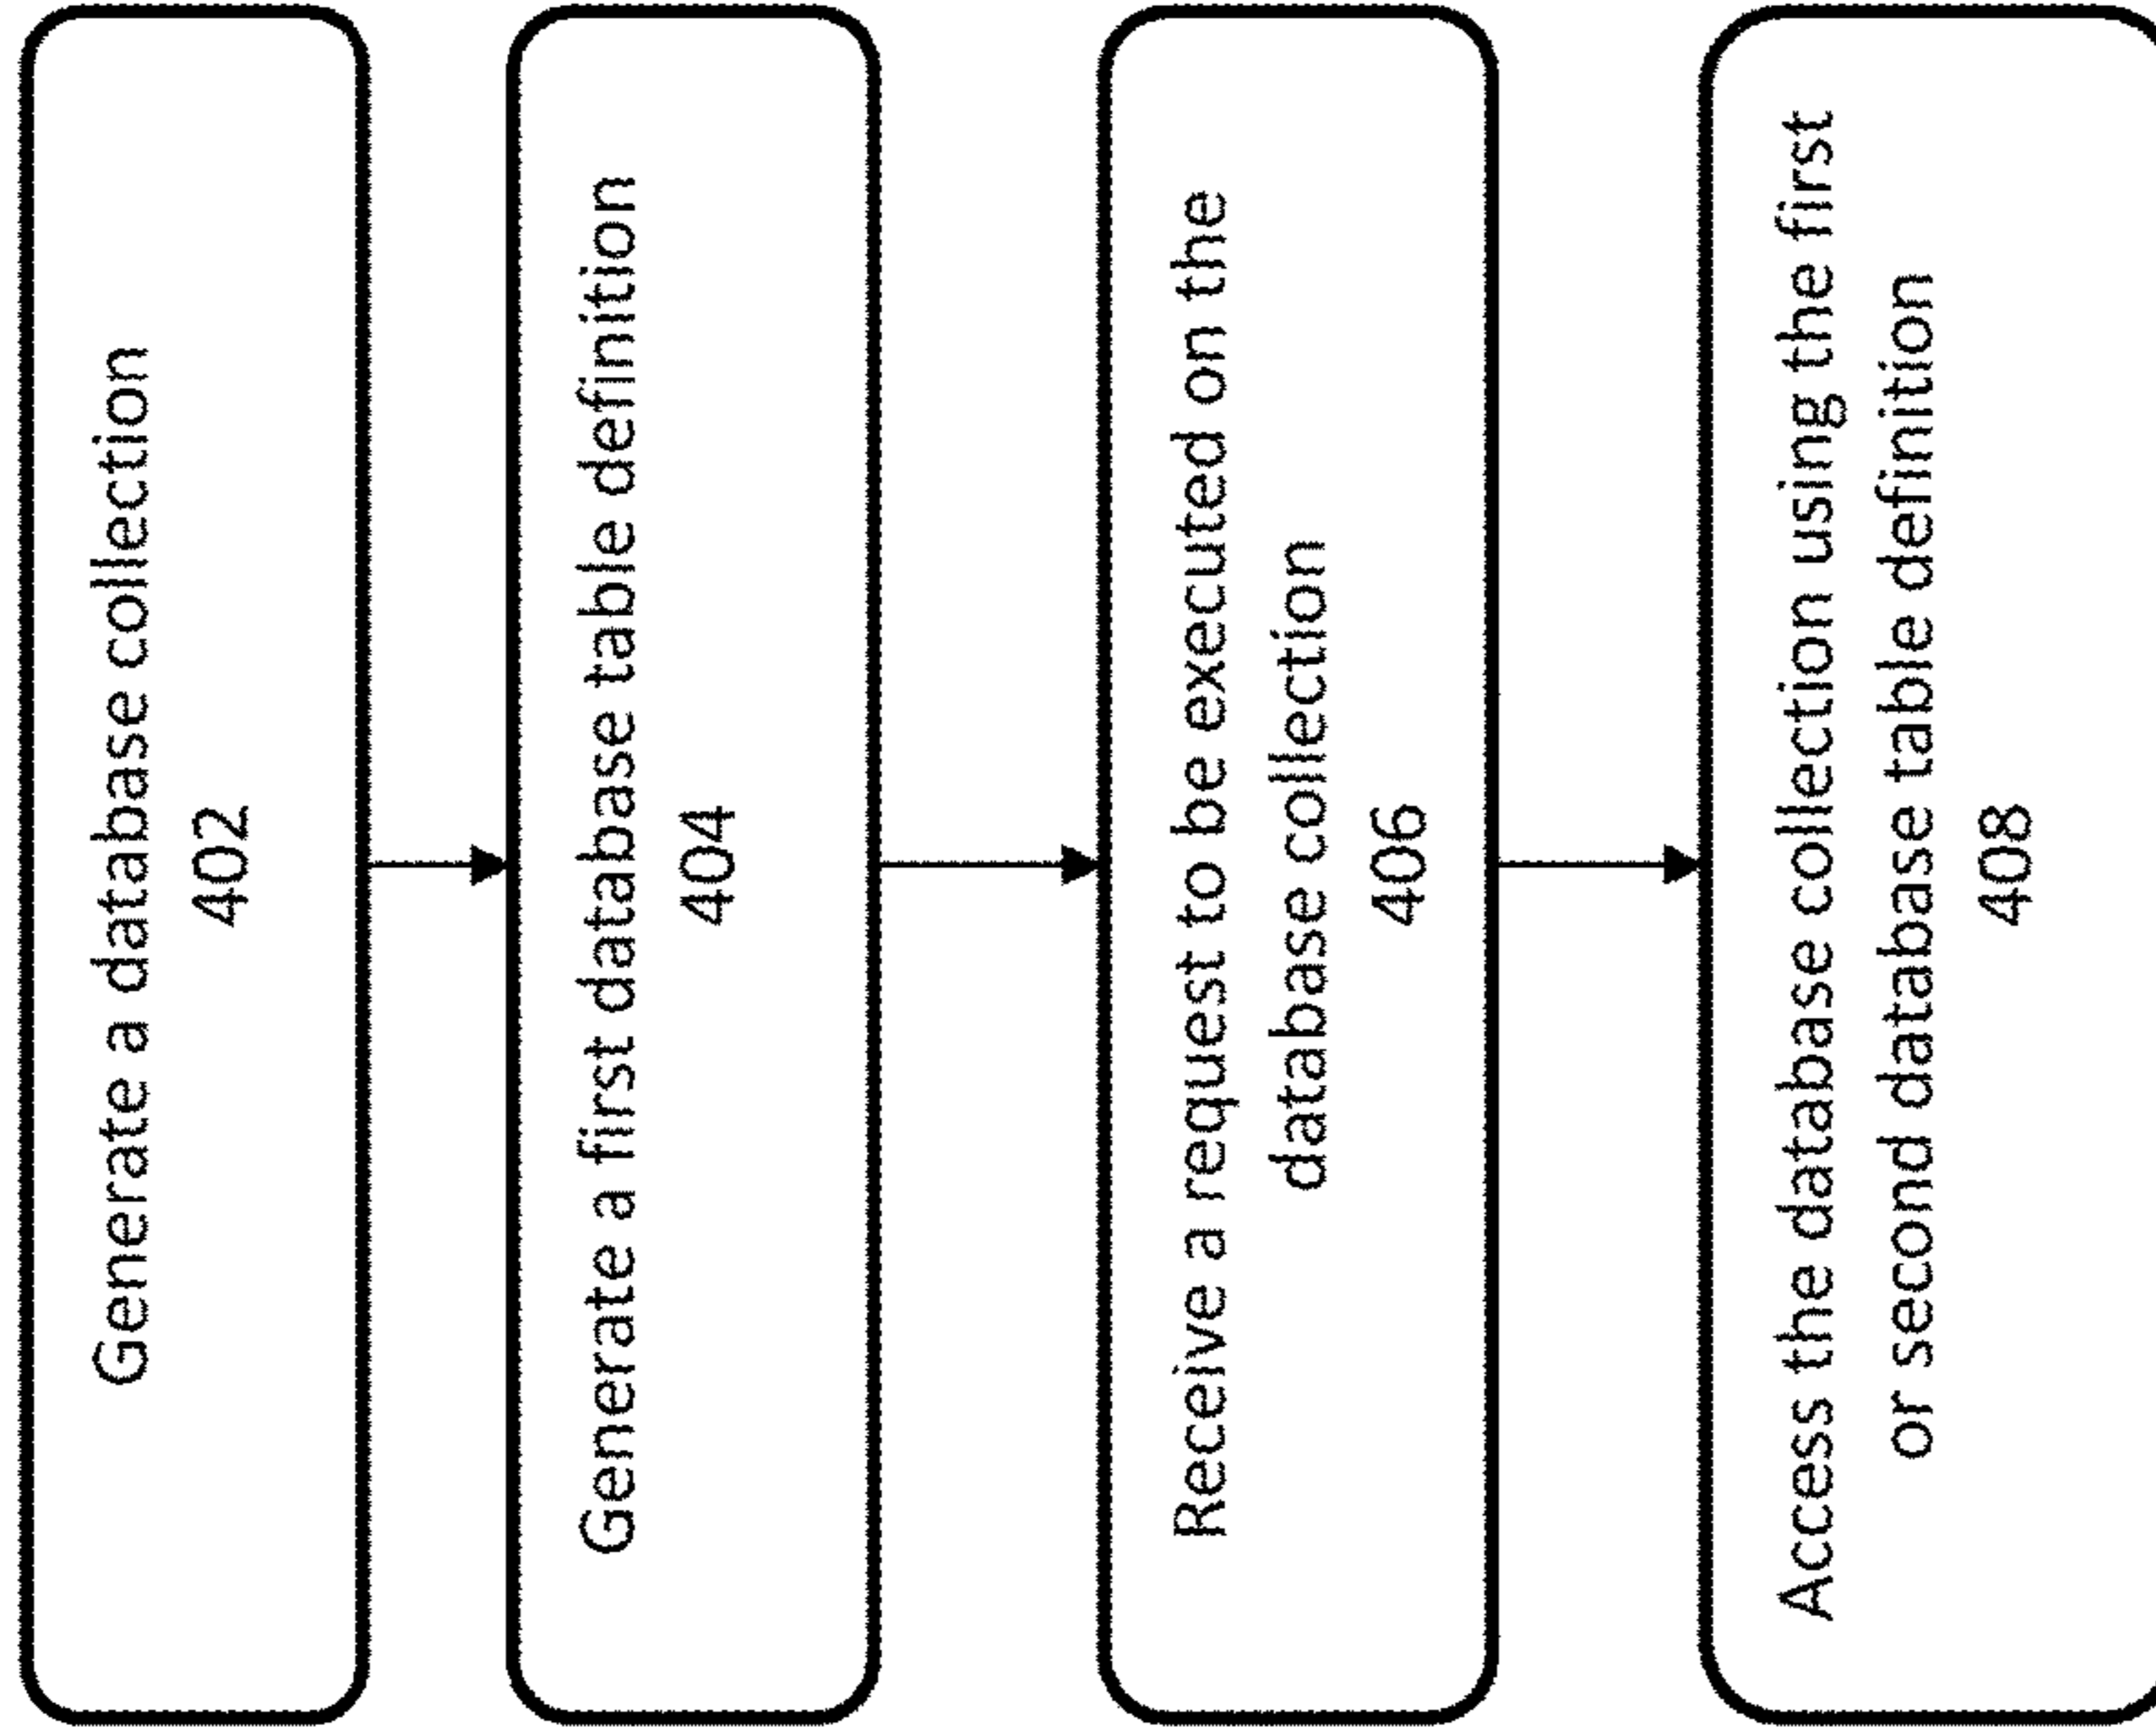 Generate a database collection
402
Generate a first database table definition
404
Receive a request to be executed on the
database collection
406
Access the database collection using the first
or second database table definition
408